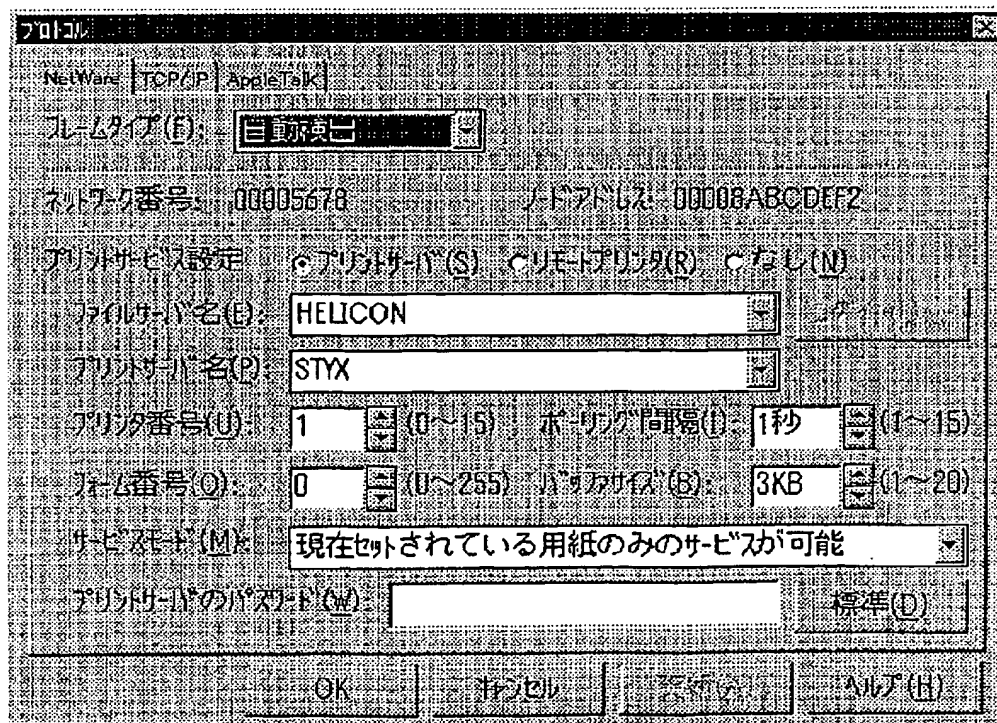 プロトコル
NetWare TCP/IP AppleTalk
フレームタイプ(F):
ネットワーク番号: 00005678 ノードアドレス: 00008ABCDEF2
プリントサービス設定 プリントサーバ(S) リモートプリンタ(R) なし(N)
ファイルサーバ名(E): HELICON
プリントサーバ名(P): STYX
プリンタ番号(U): 1 (0～15) ポーリング間隔(I): 1秒 (1～15)
フォーム番号(O): 0 (0～255) バッファサイズ(B): 3KB (1～20)
サービスモード(M): 現在セットされている用紙のみのサービスが可能
プリントサーバのパスワード(W): 標準(D)
OK キャンセル ヘルプ(H)